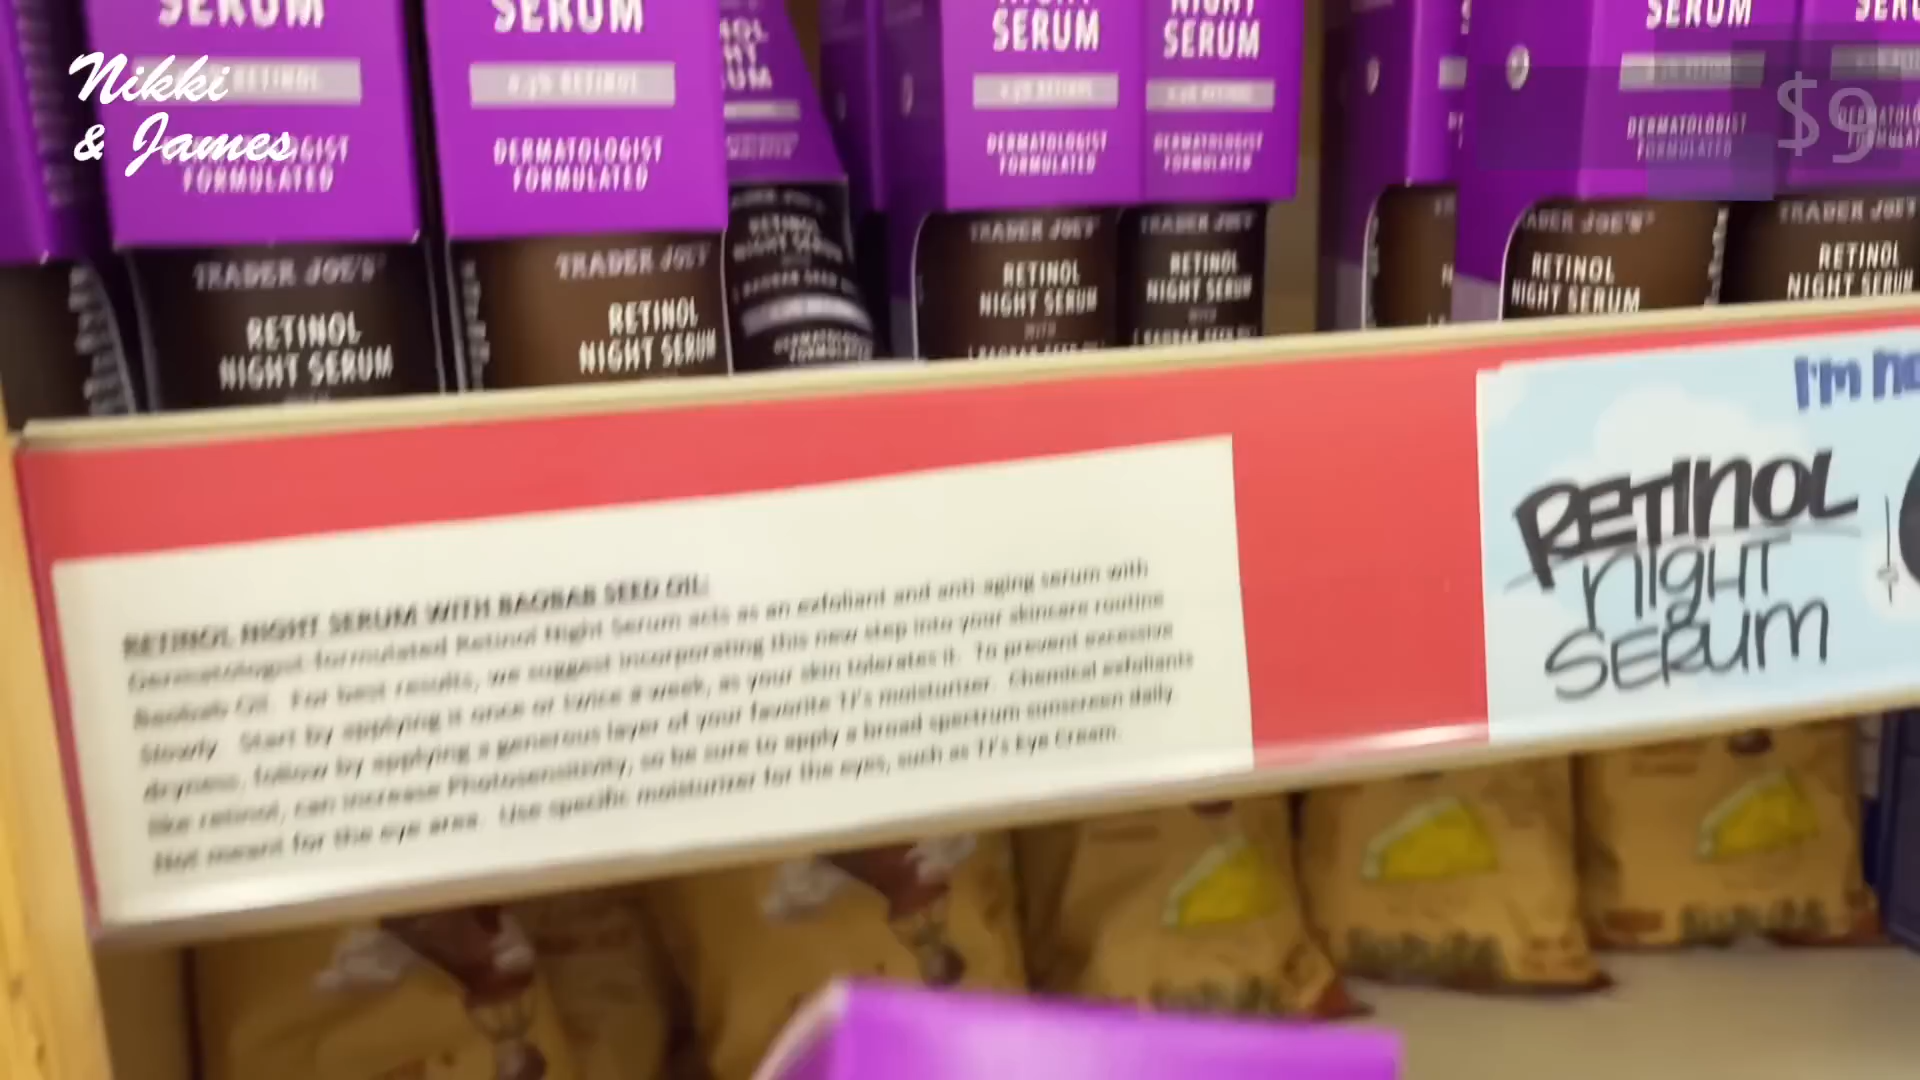 Nikki
& James
$9
SERUM
RETINOL
DERMATOLOGIST
FORMULATED
SERUM
RETINOL
DERMATOLOGIST
FORMULATED
NIGHT
SERUM
DERMATOLOGIST
FORMULATED
NIGHT
SERUM
DERMATOLOGIST
FORMULATED
SERUM
DERMATOLOGIST
FORMULATED
TRADER JOE'S
RETINOL
NIGHT SERUM
TRADER JOE'S
RETINOL
NIGHT SERUM
TRADER JOE'S
RETINOL
NIGHT SERUM
WITH
TRADER JOE'S
RETINOL
NIGHT SERUM
TRADER JOE'S
RETINOL
NIGHT SERUM
TRADER JOE'S
RETINOL
NIGHT SERUM
RETINOL NIGHT SERUM WITH BAOBAB SEED OIL:
Dermatologist formulated Retinol Night Serum acts as an exfoliant and anti aging serum with
Baobab Oil. For best results, we suggest incorporating this new step into your skincare routine
Slowly. Start by applying it once or twice a week, as your skin tolerates it. To prevent excessive
dryness, follow by applying a generous layer of your favorite TJ's moisturizer. Chemical exfoliants
like retinol, can increase Photosensitivity, so be sure to apply a broad spectrum sunscreen daily.
Not meant for the eye area. Use specific moisturizer for the eyes, such as TJ's Eye Cream.
I'm
RETINOL
NIGHT
SERUM